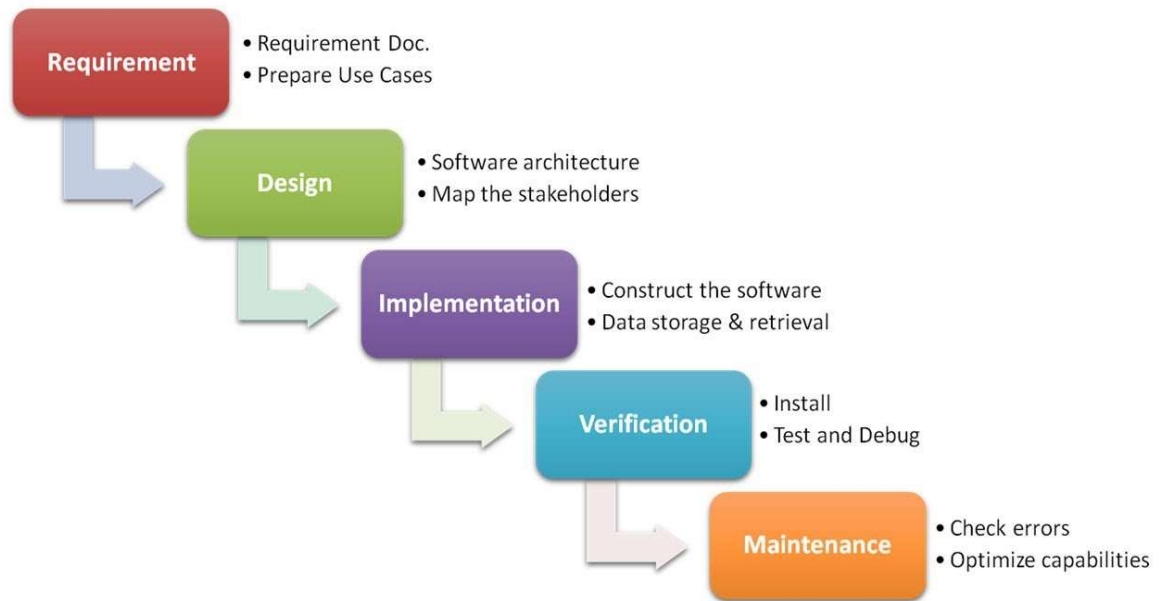 Requirement
• Requirement Doc.
• Prepare Use Cases
Design
• Software architecture
• Map the stakeholders
Implementation
• Construct the software
• Data storage & retrieval
Verification
• Install
• Test and Debug
Maintenance
• Check errors
• Optimize capabilities